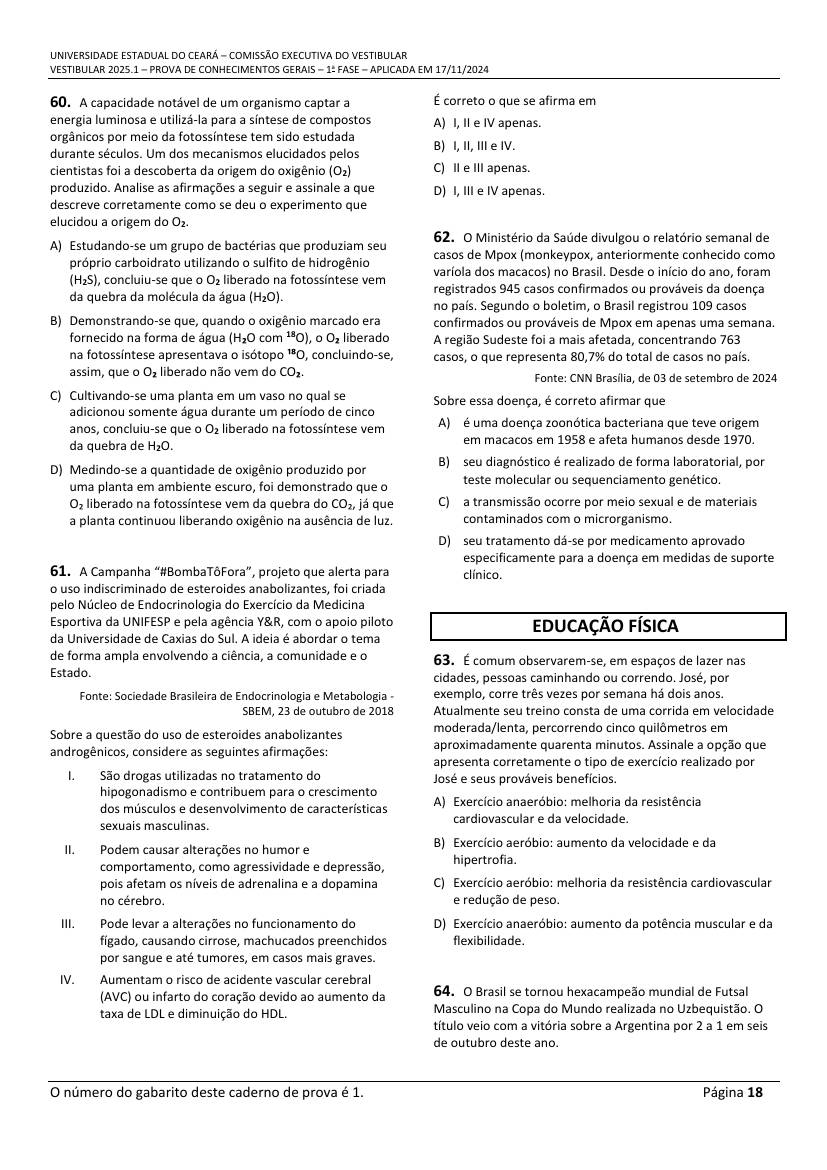 UNIVERSIDADE ESTADUAL DO CEARÁ – COMISSÃO EXECUTIVA DO VESTIBULAR
VESTIBULAR 2025.1 – PROVA DE CONHECIMENTOS GERAIS – 1ª FASE – APLICADA EM 17/11/2024
60. A capacidade notável de um organismo captar a
energia luminosa e utilizá-la para a síntese de compostos
orgânicos por meio da fotossíntese tem sido estudada
durante séculos. Um dos mecanismos elucidados pelos
cientistas foi a descoberta da origem do oxigênio (O₂)
produzido. Analise as afirmações a seguir e assinale a que
descreve corretamente como se deu o experimento que
elucidou a origem do O₂.
A) Estudando-se um grupo de bactérias que produziam seu
próprio carboidrato utilizando o sulfito de hidrogênio
(H₂S), concluiu-se que o O₂ liberado na fotossíntese vem
da quebra da molécula da água (H₂O).
B) Demonstrando-se que, quando o oxigênio marcado era
fornecido na forma de água (H₂O com ¹⁸O), o O₂ liberado
na fotossíntese apresentava o isótopo ¹⁸O, concluindo-se,
assim, que o O₂ liberado não vem do CO₂.
C) Cultivando-se uma planta em um vaso no qual se
adicionou somente água durante um período de cinco
anos, concluiu-se que o O₂ liberado na fotossíntese vem
da quebra de H₂O.
D) Medindo-se a quantidade de oxigênio produzido por
uma planta em ambiente escuro, foi demonstrado que o
O₂ liberado na fotossíntese vem da quebra do CO₂, já que
a planta continuou liberando oxigênio na ausência de luz.
61. A Campanha “#BombaTôFora”, projeto que alerta para
o uso indiscriminado de esteroides anabolizantes, foi criada
pelo Núcleo de Endocrinologia do Exercício da Medicina
Esportiva da UNIFESP e pela agência Y&R, com o apoio piloto
da Universidade de Caxias do Sul. A ideia é abordar o tema
de forma ampla envolvendo a ciência, a comunidade e o
Estado.
Fonte: Sociedade Brasileira de Endocrinologia e Metabologia -
SBEM, 23 de outubro de 2018
Sobre a questão do uso de esteroides anabolizantes
androgênicos, considere as seguintes afirmações:
I. São drogas utilizadas no tratamento do
hipogonadismo e contribuem para o crescimento
dos músculos e desenvolvimento de características
sexuais masculinas.
II. Podem causar alterações no humor e
comportamento, como agressividade e depressão,
pois afetam os níveis de adrenalina e a dopamina
no cérebro.
III. Pode levar a alterações no funcionamento do
fígado, causando cirrose, machucados preenchidos
por sangue e até tumores, em casos mais graves.
IV. Aumentam o risco de acidente vascular cerebral
(AVC) ou infarto do coração devido ao aumento da
taxa de LDL e diminuição do HDL.
É correto o que se afirma em
A) I, II e IV apenas.
B) I, II, III e IV.
C) II e III apenas.
D) I, III e IV apenas.
62. O Ministério da Saúde divulgou o relatório semanal de
casos de Mpox (monkeypox, anteriormente conhecido como
varíola dos macacos) no Brasil. Desde o início do ano, foram
registrados 945 casos confirmados ou prováveis da doença
no país. Segundo o boletim, o Brasil registrou 109 casos
confirmados ou prováveis de Mpox em apenas uma semana.
A região Sudeste foi a mais afetada, concentrando 763
casos, o que representa 80,7% do total de casos no país.
Fonte: CNN Brasília, de 03 de setembro de 2024
Sobre essa doença, é correto afirmar que
A) é uma doença zoonótica bacteriana que teve origem
em macacos em 1958 e afeta humanos desde 1970.
B) seu diagnóstico é realizado de forma laboratorial, por
teste molecular ou sequenciamento genético.
C) a transmissão ocorre por meio sexual e de materiais
contaminados com o microrganismo.
D) seu tratamento dá-se por medicamento aprovado
especificamente para a doença em medidas de suporte
clínico.
EDUCAÇÃO FÍSICA
63. É comum observarem-se, em espaços de lazer nas
cidades, pessoas caminhando ou correndo. José, por
exemplo, corre três vezes por semana há dois anos.
Atualmente seu treino consta de uma corrida em velocidade
moderada/lenta, percorrendo cinco quilômetros em
aproximadamente quarenta minutos. Assinale a opção que
apresenta corretamente o tipo de exercício realizado por
José e seus prováveis benefícios.
A) Exercício anaeróbio: melhoria da resistência
cardiovascular e da velocidade.
B) Exercício aeróbio: aumento da velocidade e da
hipertrofia.
C) Exercício aeróbio: melhoria da resistência cardiovascular
e redução de peso.
D) Exercício anaeróbio: aumento da potência muscular e da
flexibilidade.
64. O Brasil se tornou hexacampeão mundial de Futsal
Masculino na Copa do Mundo realizada no Uzbequistão. O
título veio com a vitória sobre a Argentina por 2 a 1 em seis
de outubro deste ano.
O número do gabarito deste caderno de prova é 1.
Página 18